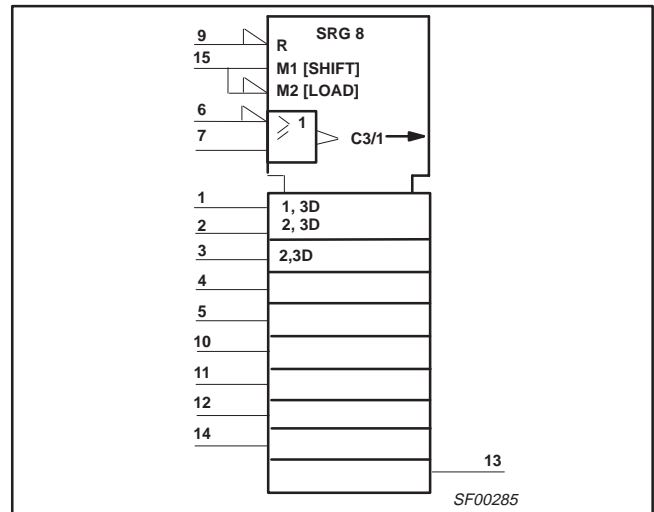 9 SRG 8
R
15 M1 [SHIFT]
M2 [LOAD]
6 ≥ 1
7 C3/1
1 1, 3D
2 2, 3D
3 2,3D
4
5
10
11
12
14
13
SF00285